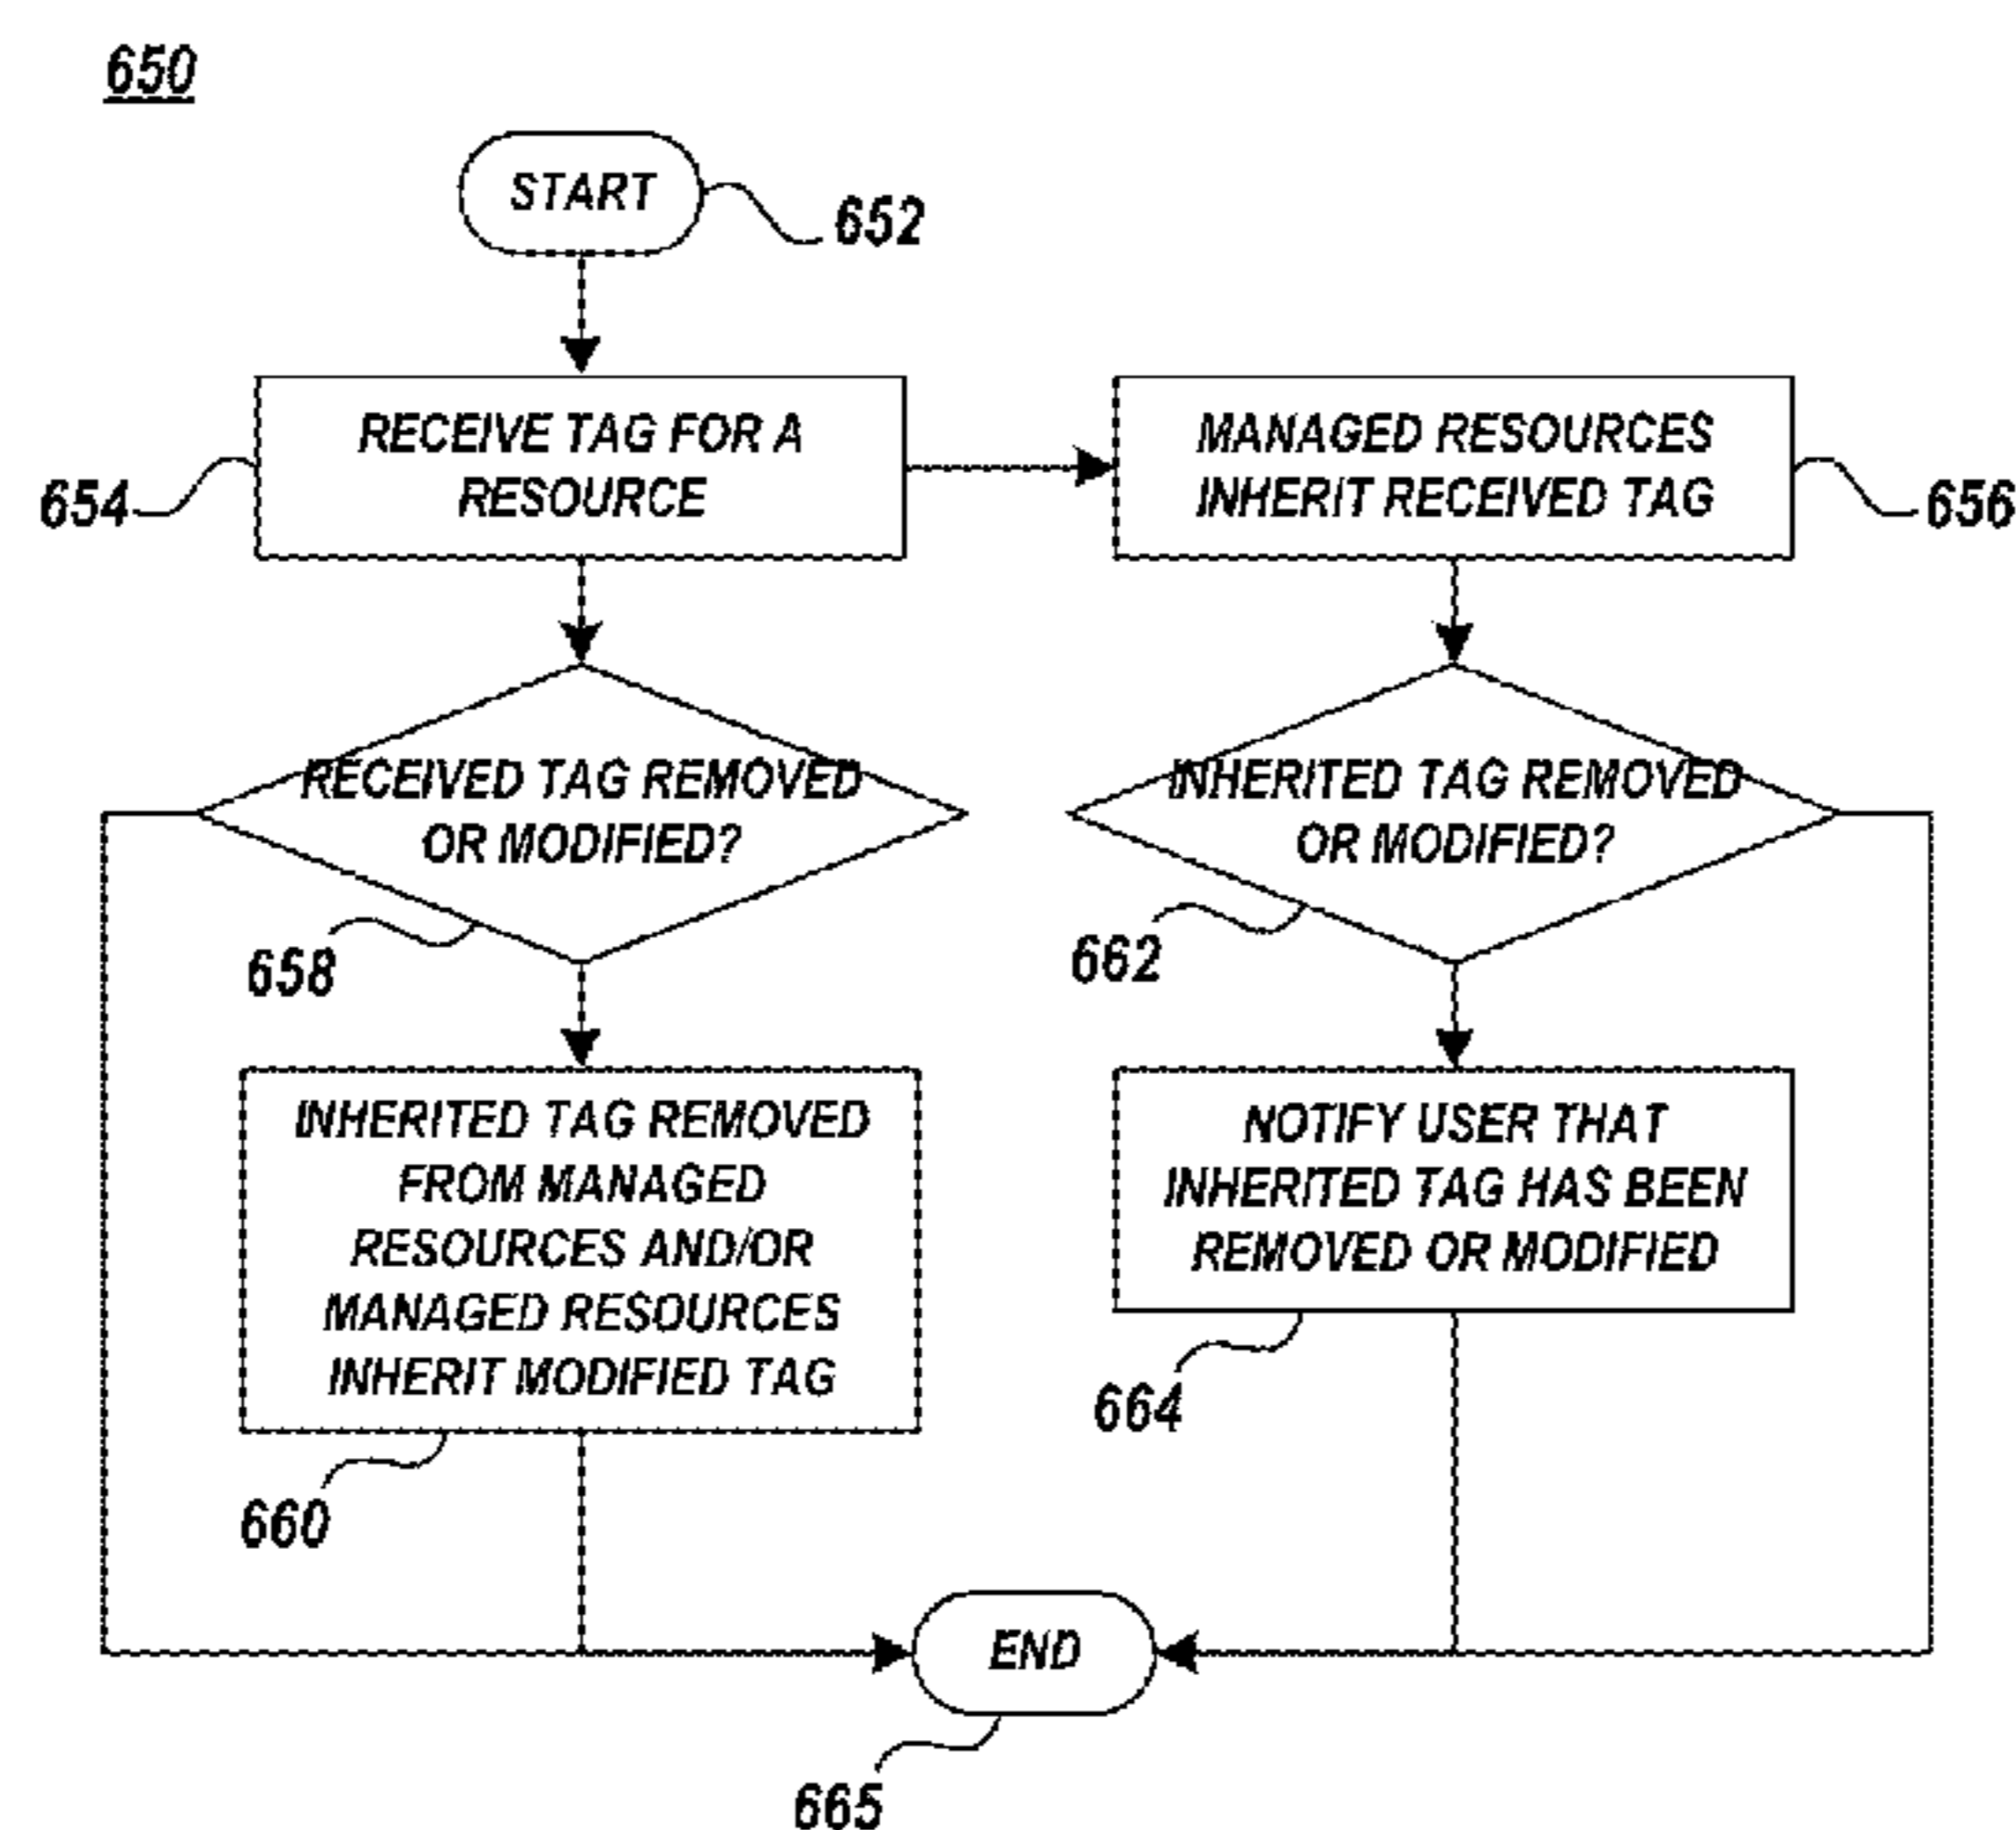 650
START
652
RECEIVE TAG FOR A
RESOURCE
654
MANAGED RESOURCES
INHERIT RECEIVED TAG
656
RECEIVED TAG REMOVED
OR MODIFIED?
658
INHERITED TAG REMOVED
OR MODIFIED?
662
INHERITED TAG REMOVED
FROM MANAGED
RESOURCES AND/OR
MANAGED RESOURCES
INHERIT MODIFIED TAG
660
NOTIFY USER THAT
INHERITED TAG HAS BEEN
REMOVED OR MODIFIED
664
END
665